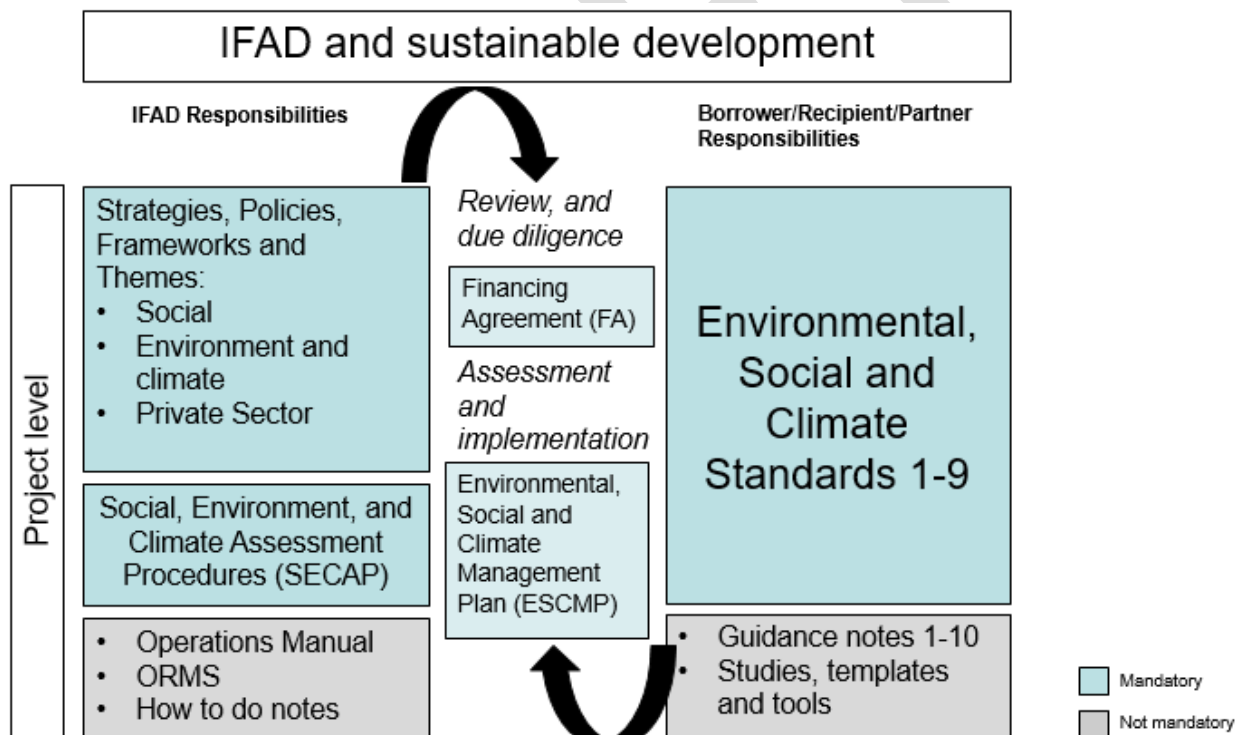 IFAD and sustainable development
IFAD Responsibilities
Borrower/Recipient/Partner
Responsibilities
Project level
Strategies, Policies,
Frameworks and
Themes:
• Social
• Environment and
climate
• Private Sector
Social, Environment, and
Climate Assessment
Procedures (SECAP)
• Operations Manual
• ORMS
• How to do notes
Review, and
due diligence
Financing
Agreement (FA)
Assessment
and
implementation
Environmental,
Social and
Climate
Management
Plan (ESCMP)
Environmental,
Social and
Climate
Standards 1-9
• Guidance notes 1-10
• Studies, templates
and tools
Mandatory
Not mandatory